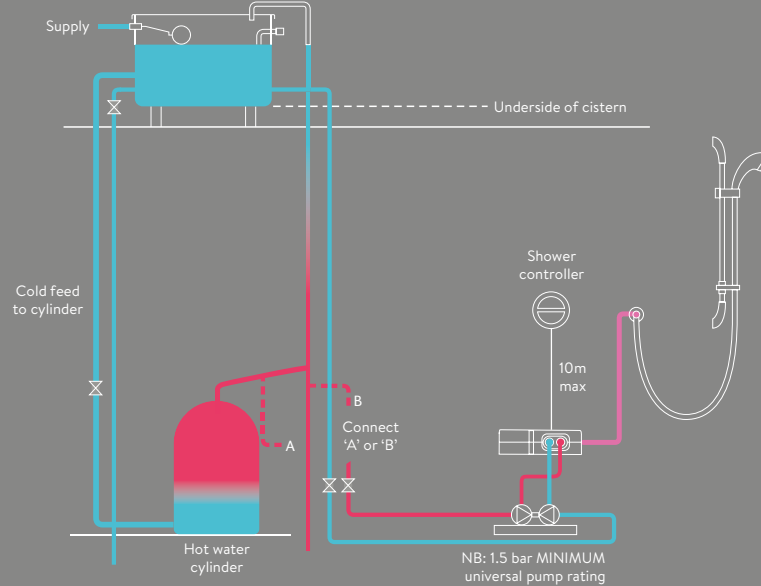 Supply
Underside of cistern
Shower
controller
Cold feed
to cylinder
10m
max
B
Connect
‘A’ or ‘B’
A
Hot water
cylinder
NB: 1.5 bar MINIMUM
universal pump rating